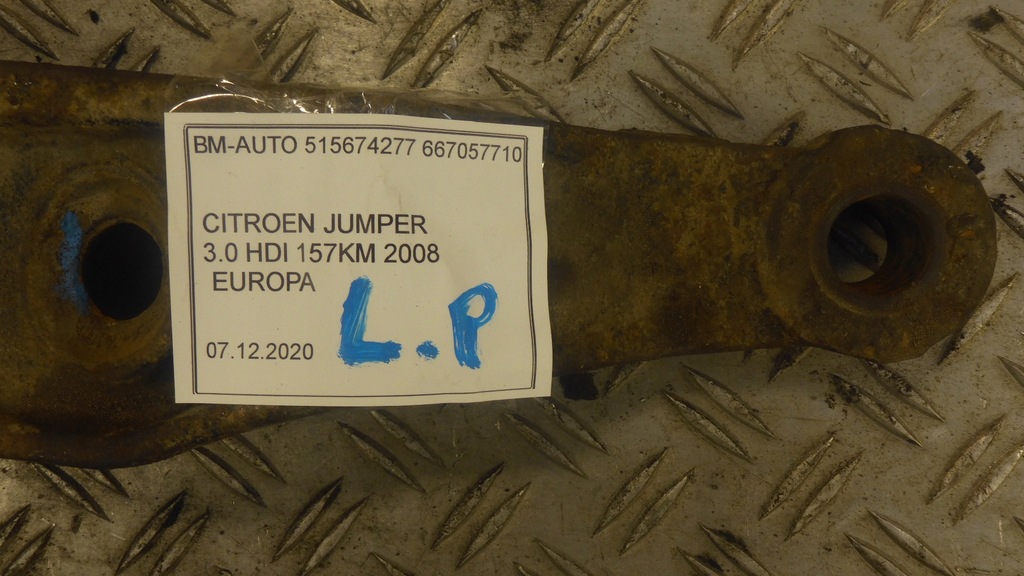 BM-AUTO 515674277 667057710
CITROEN JUMPER
3.0 HDI 157KM 2008
EUROPA
L.P
07.12.2020